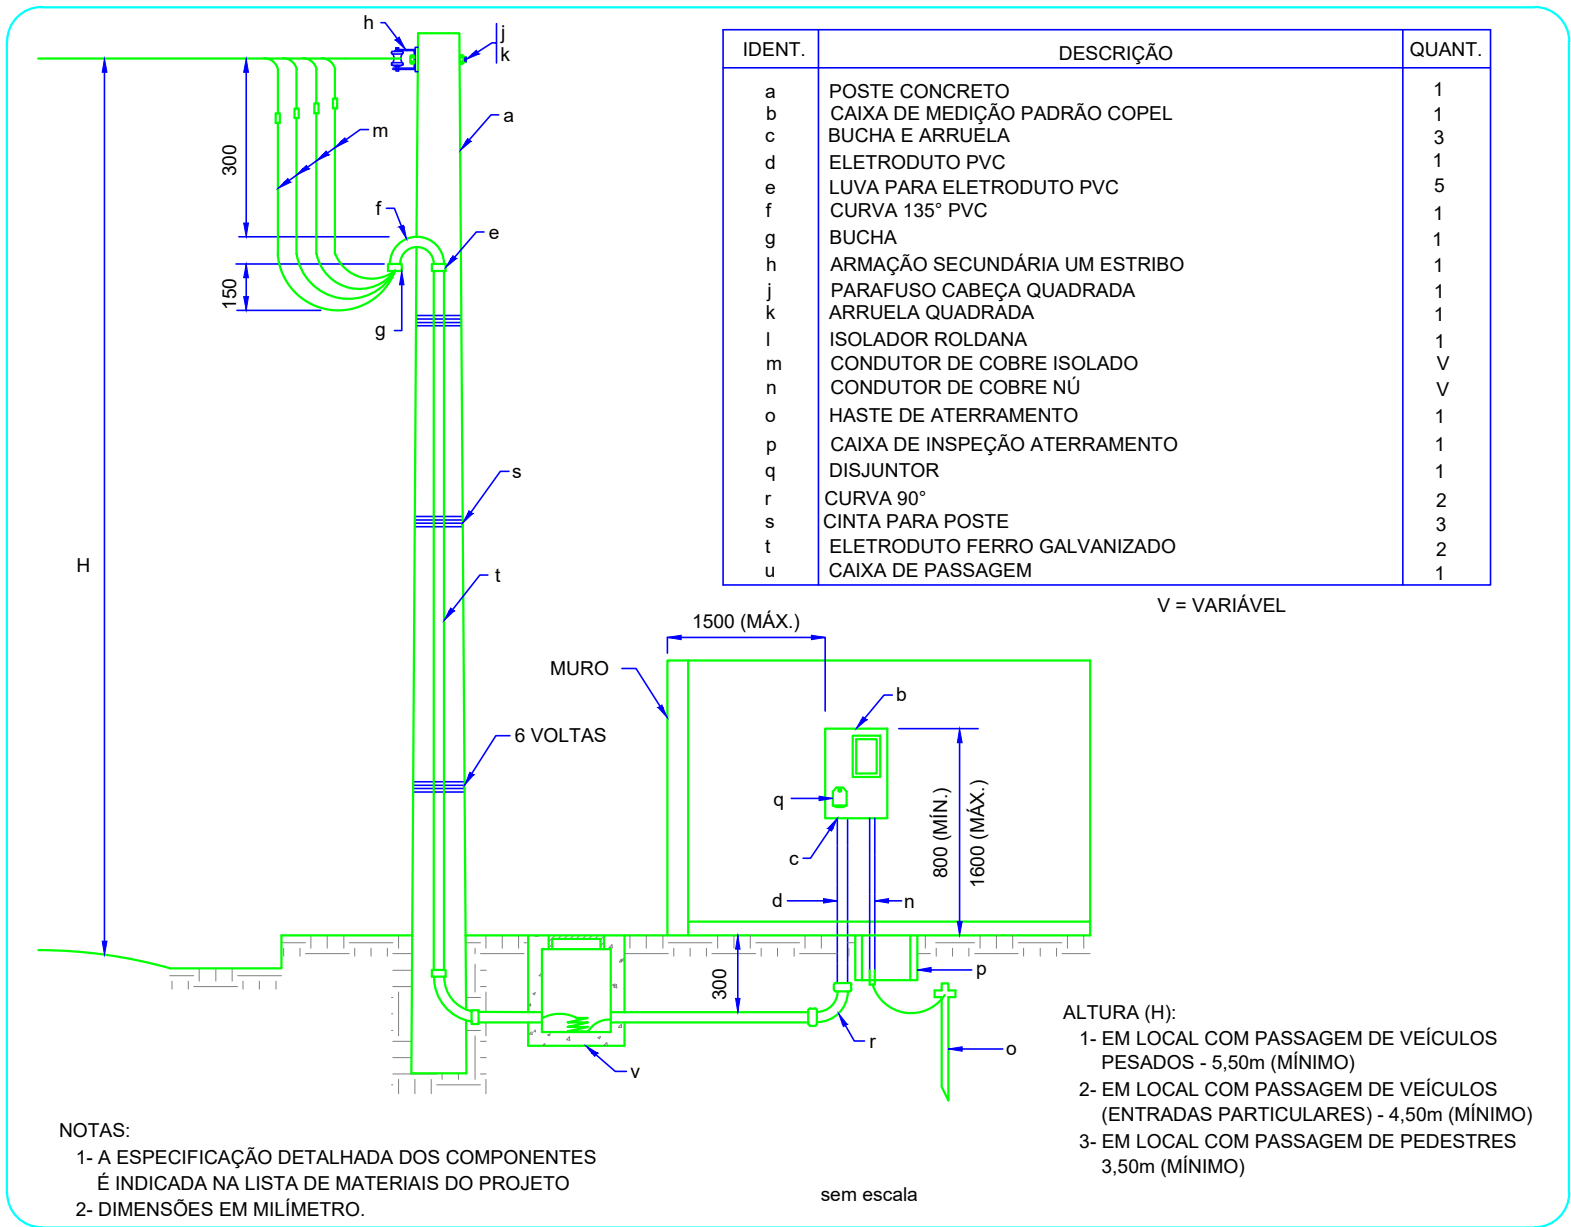 h
j
k
a
m
300
f
e
150
g
s
H
t
6 VOLTAS
IDENT. DESCRIÇÃO QUANT.
a POSTE CONCRETO 1
b CAIXA DE MEDIÇÃO PADRÃO COPEL 1
c BUCHA E ARRUELA 3
d ELETRODUTO PVC 1
e LUVA PARA ELETRODUTO PVC 5
f CURVA 135° PVC 1
g BUCHA 1
h ARMAÇÃO SECUNDÁRIA UM ESTRIBO 1
j PARAFUSO CABEÇA QUADRADA 1
k ARRUELA QUADRADA 1
l ISOLADOR ROLDANA 1
m CONDUTOR DE COBRE ISOLADO V
n CONDUTOR DE COBRE NÚ V
o HASTE DE ATERRAMENTO 1
p CAIXA DE INSPEÇÃO ATERRAMENTO 1
q DISJUNTOR 1
r CURVA 90° 2
s CINTA PARA POSTE 3
t ELETRODUTO FERRO GALVANIZADO 2
u CAIXA DE PASSAGEM 1
V = VARIÁVEL
1500 (MÁX.)
MURO
b
q
800 (MÍN.)
1600 (MÁX.)
c
d
n
300
p
r
o
v
ALTURA (H):
1- EM LOCAL COM PASSAGEM DE VEÍCULOS
PESADOS - 5,50m (MÍNIMO)
2- EM LOCAL COM PASSAGEM DE VEÍCULOS
(ENTRADAS PARTICULARES) - 4,50m (MÍNIMO)
3- EM LOCAL COM PASSAGEM DE PEDESTRES
3,50m (MÍNIMO)
NOTAS:
1- A ESPECIFICAÇÃO DETALHADA DOS COMPONENTES
É INDICADA NA LISTA DE MATERIAIS DO PROJETO
2- DIMENSÕES EM MILÍMETRO.
sem escala